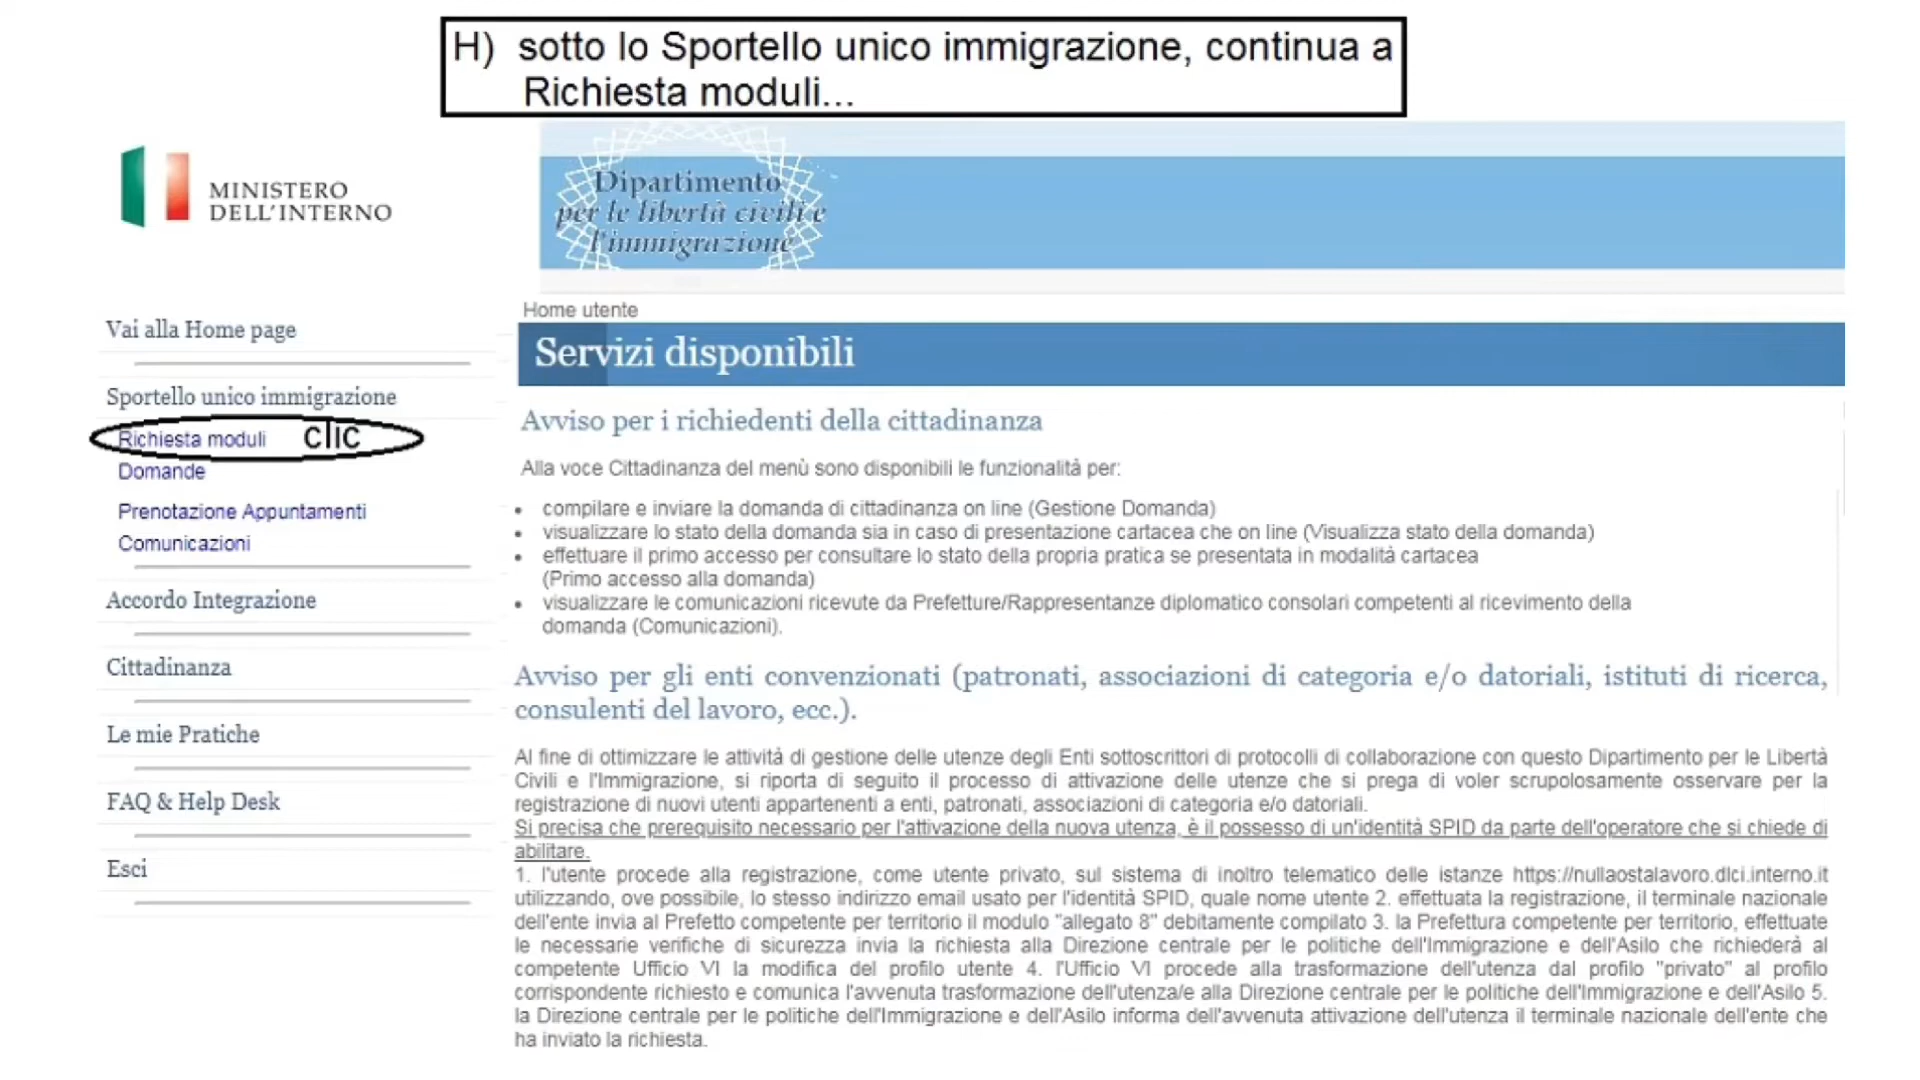 H) sotto lo Sportello unico immigrazione, continua a
Richiesta moduli...
MINISTERO
DELL'INTERNO
Dipartimento
per le libertà civili e
l'immigrazione
Vai alla Home page
Sportello unico immigrazione
Richiesta moduli clic
Domande
Prenotazione Appuntamenti
Comunicazioni
Accordo Integrazione
Cittadinanza
Le mie Pratiche
FAQ & Help Desk
Esci
Home utente
Servizi disponibili
Avviso per i richiedenti della cittadinanza
Alla voce Cittadinanza del menù sono disponibili le funzionalità per:
• compilare e inviare la domanda di cittadinanza on line (Gestione Domanda)
• visualizzare lo stato della domanda sia in caso di presentazione cartacea che on line (Visualizza stato della domanda)
• effettuare il primo accesso per consultare lo stato della propria pratica se presentata in modalità cartacea
(Primo accesso alla domanda)
• visualizzare le comunicazioni ricevute da Prefetture/Rappresentanze diplomatico consolari competenti al ricevimento della
domanda (Comunicazioni).
Avviso per gli enti convenzionati (patronati, associazioni di categoria e/o datoriali, istituti di ricerca,
consulenti del lavoro, ecc.).
Al fine di ottimizzare le attività di gestione delle utenze degli Enti sottoscrittori di protocolli di collaborazione con questo Dipartimento per le Libertà
Civili e l'Immigrazione, si riporta di seguito il processo di attivazione delle utenze che si prega di voler scrupolosamente osservare per la
registrazione di nuovi utenti appartenenti a enti, patronati, associazioni di categoria e/o datoriali.
Si precisa che prerequisito necessario per l'attivazione della nuova utenza, è il possesso di un'identità SPID da parte dell'operatore che si chiede di
abilitare.
1. l'utente procede alla registrazione, come utente privato, sul sistema di inoltro telematico delle istanze https://nullaostalavoro.dlci.interno.it
utilizzando, ove possibile, lo stesso indirizzo email usato per l'identità SPID, quale nome utente 2. effettuata la registrazione, il terminale nazionale
dell'ente invia al Prefetto competente per territorio il modulo "allegato 8" debitamente compilato 3. la Prefettura competente per territorio, effettuate
le necessarie verifiche di sicurezza invia la richiesta alla Direzione centrale per le politiche dell'Immigrazione e dell'Asilo che richiederà al
competente Ufficio VI la modifica del profilo utente 4. l'Ufficio VI procede alla trasformazione dell'utenza dal profilo "privato" al profilo
corrispondente richiesto e comunica l'avvenuta trasformazione dell'utenza/e alla Direzione centrale per le politiche dell'Immigrazione e dell'Asilo 5.
la Direzione centrale per le politiche dell'Immigrazione e dell'Asilo informa dell'avvenuta attivazione dell'utenza il terminale nazionale dell'ente che
ha inviato la richiesta.